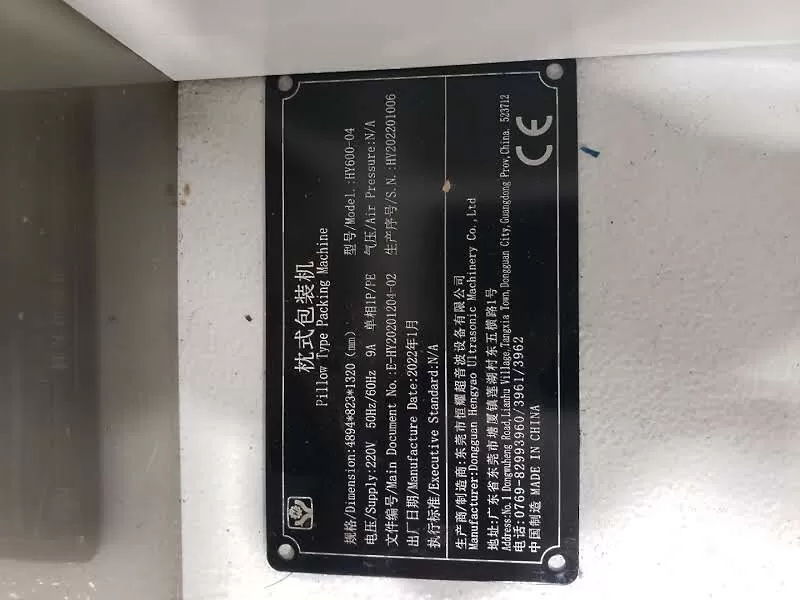 枕式包装机
Pillow Type Packing Machine
规格/Dimension:4894*823*1320（mm） 型号/Model.:HY600-04
电压/Supply:220V 50Hz/60Hz 9A 单相1P/PE 气压/Air Pressure:N/A
文件编号/Main Document No.:E-HY20201204-02 生产序号/S.N.:HY202201006
出厂日期/Manufacture Date:2022年1月
执行标准/Executive Standard:N/A
生产商/制造商:东莞市恒耀超音波设备有限公司
Manufacturer:Dongguan Hengyao Ultrasonic Machinery Co.,Ltd
地址:广东省东莞市塘厦镇莲湖村东五横路1号
Address:No.1 Dongwuheng Road,Lianhu Village,Tangxia Town,Dongguan City,Guangdong Prov,China. 523712
电话:0769-82993960/3961/3962
中国制造 MADE IN CHINA
CE